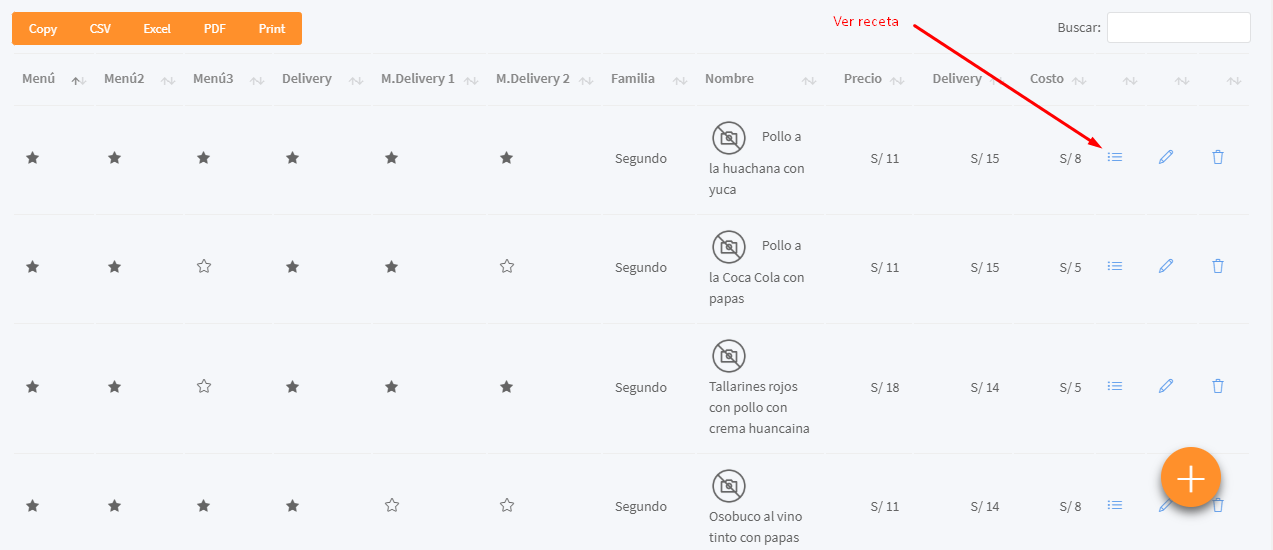 Copy CSV Excel PDF Print
Ver receta
Buscar:
Menú Menú2 Menú3 Delivery M.Delivery 1 M.Delivery 2 Familia Nombre Precio Delivery Costo
Pollo a
Segundo S/ 11 S/ 15 S/ 8
la huachana con
yuca
Pollo a
Segundo S/ 11 S/ 15 S/ 5
la Coca Cola con
papas
Segundo Tallarines rojos S/ 18 S/ 14 S/ 5
con pollo con
crema huancaina
Segundo S/ 11 S/ 14 S/ 8
Osobuco al vino
tinto con papas